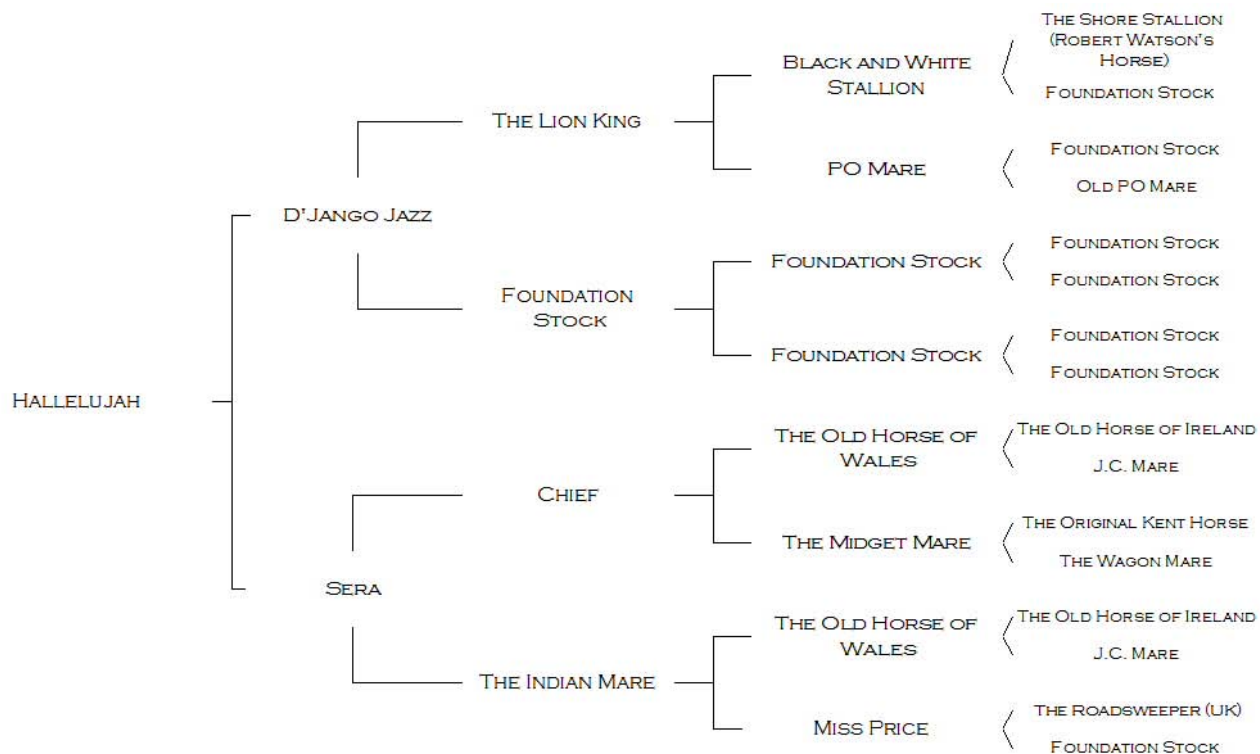 The Shore Stallion
(Robert Watson's
Horse)
Black and White
Stallion
Foundation Stock
The Lion King
Foundation Stock
PO Mare
Old PO Mare
D'Jango Jazz
Foundation Stock
Foundation Stock
Foundation Stock
Foundation
Stock
Foundation Stock
Foundation Stock
Foundation Stock
Hallelujah
The Old Horse of Ireland
The Old Horse of
Wales
J.C. Mare
Chief
The Original Kent Horse
The Midget Mare
The Wagon Mare
Sera
The Old Horse of Ireland
The Old Horse of
Wales
J.C. Mare
The Indian Mare
The Roadsweeper (UK)
Miss Price
Foundation Stock